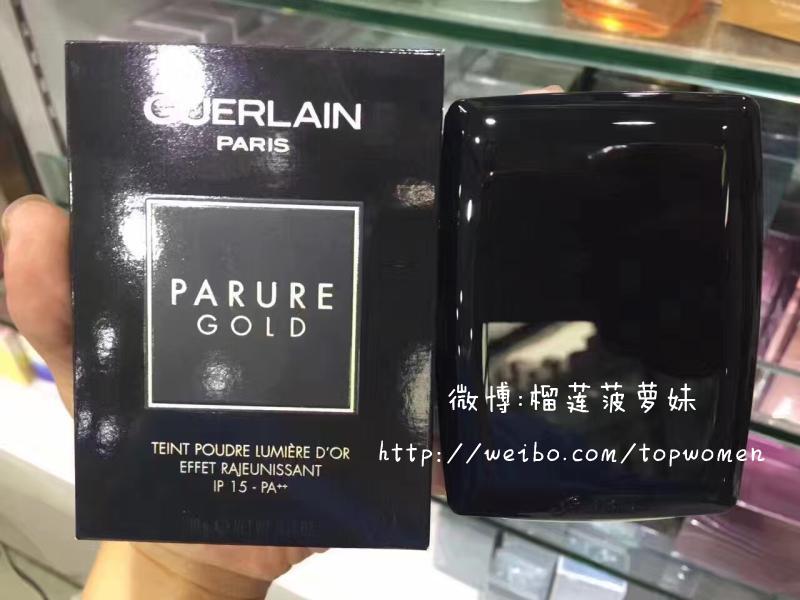 GUERLAIN
PARIS
PARURE
GOLD
TEINT POUDRE LUMIÈRE D'OR
EFFET RAJEUNISSANT
IP 15 - PA++
微博:榴莲菠萝妹
http://weibo.com/topwomen